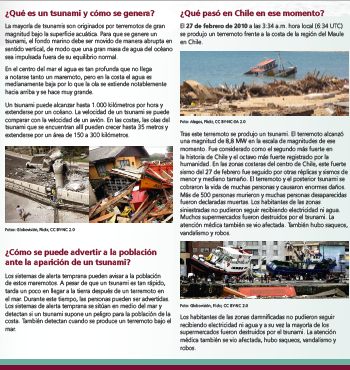 ¿Qué es un tsunami y cómo se genera?
La mayoría de tsunamis son originados por terremotos de gran
magnitud bajo la superficie acuática. Para que se genere un
tsunami, el fondo marino debe ser movido de manera abrupta en
sentido vertical, de modo que una gran masa de agua del océano
sea impulsada fuera de su equilibrio normal.
En el centro del mar el agua es tan profunda que no llega
a notarse tanto un maremoto, pero en la costa el agua es
medianamente baja por lo que la ola se extiende notablemente
hacia arriba y se hace muy grande.
Un tsunami puede alcanzar hasta 1.000 kilómetros por hora y
extenderse por un océano. La velocidad de un tsunami se puede
comparar con la velocidad de un avión. En las costas, las olas del
tsunami que se encuentran allí pueden crecer hasta 35 metros y
extenderse por un área de 150 a 300 kilómetros.
Fotos: Globovisión, Flickr, CC BY-NC 2.0
¿Cómo se puede advertir a la población
ante la aparición de un tsunami?
Los sistemas de alerta temprana pueden avisar a la población
de estos maremotos. A pesar de que un tsunami es tan rápido,
tarda un poco en llegar a la tierra después de un terremoto en
el mar. Durante este tiempo, las personas pueden ser advertidas.
Los sistemas de alerta temprana se sitúan en medio del mar y
detectan si un tsunami supone un peligro para la población de la
costa. También detectan cuando se produce un terremoto bajo el
mar.
¿Qué pasó en Chile en ese momento?
El 27 de febrero de 2010 a las 3:34 a.m. hora local (6:34 UTC)
se produjo un terremoto frente a la costa de la región del Maule
en Chile.
Foto: Ategus, Flickr, CC BY-NC-SA 2.0
Tras este terremoto se produjo un tsunami. El terremoto alcanzó
una magnitud de 8,8 MW en la escala de magnitudes de ese
momento. Fue considerado como el segundo más fuerte en
la historia de Chile y el octavo más fuerte registrado por la
humanidad. En las zonas costeras del centro de Chile, este fuerte
sismo del 27 de febrero fue seguido por otras réplicas y sismos de
menor y mediano tamaño. El terremoto y el posterior tsunami se
cobraron la vida de muchas personas y causaron enormes daños.
Más de 500 personas murieron y muchas personas desaparecidas
fueron declaradas muertas. Los habitantes de las zonas
siniestradas no pudieron seguir recibiendo electricidad ni agua.
Muchos supermercados fueron destruidos por el tsunami. La
atención médica también se vio afectada. También hubo saqueos,
vandalismo y robos.
Foto: Globovisión, Flickr, CC BY-NC 2.0
Los habitantes de las zonas damnificadas no pudieron seguir
recibiendo electricidad ni agua y a su vez la mayoría de los
supermercados fueron destruidos por el tsunami. La atención
médica también se vio afectada, hubo saqueos, vandalismo y
robos.